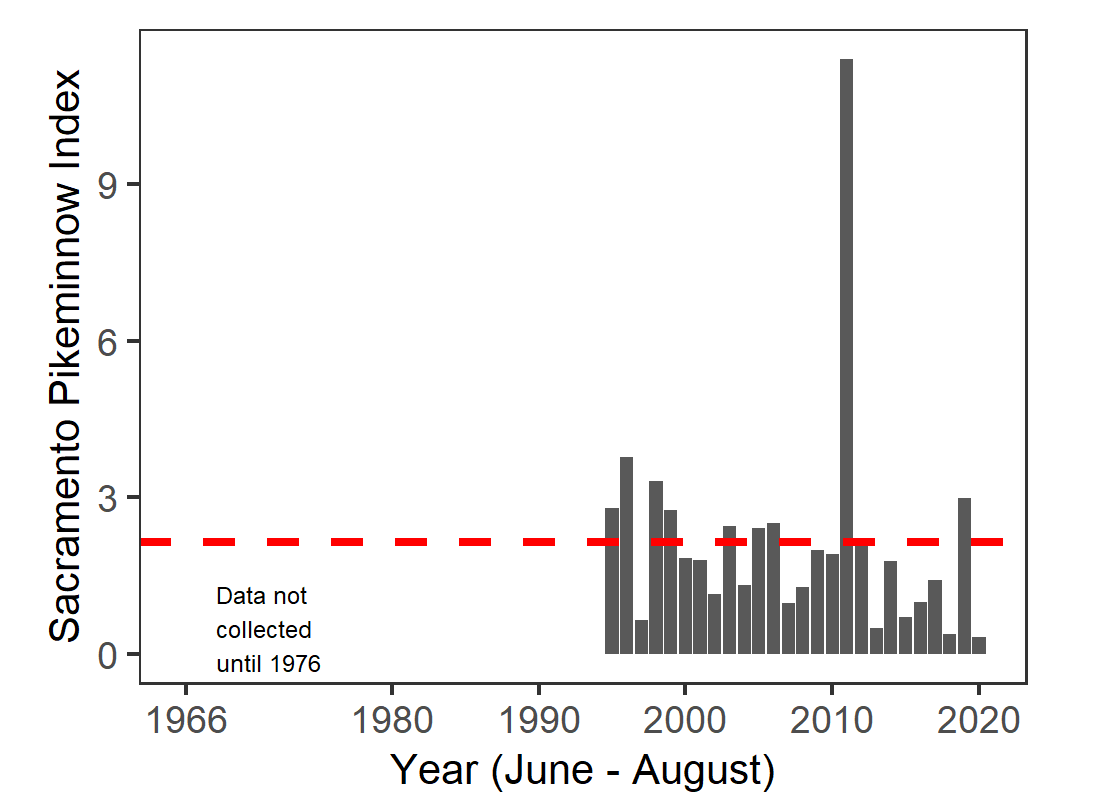 Sacramento Pikeminnow Index
9
6
3
0
Data not
collected
until 1976
1966 1980 1990 2000 2010 2020
Year (June - August)